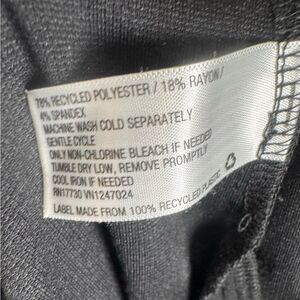 78% RECYCLED POLYESTER / 18% RAYON/
4% SPANDEX
MACHINE WASH COLD SEPARATELY
GENTLE CYCLE
ONLY NON-CHLORINE BLEACH IF NEEDED
TUMBLE DRY LOW, REMOVE PROMPTLY
COOL IRON IF NEEDED
RN17730 VN1247024
LABEL MADE FROM 100% RECYCLED PLASTIC